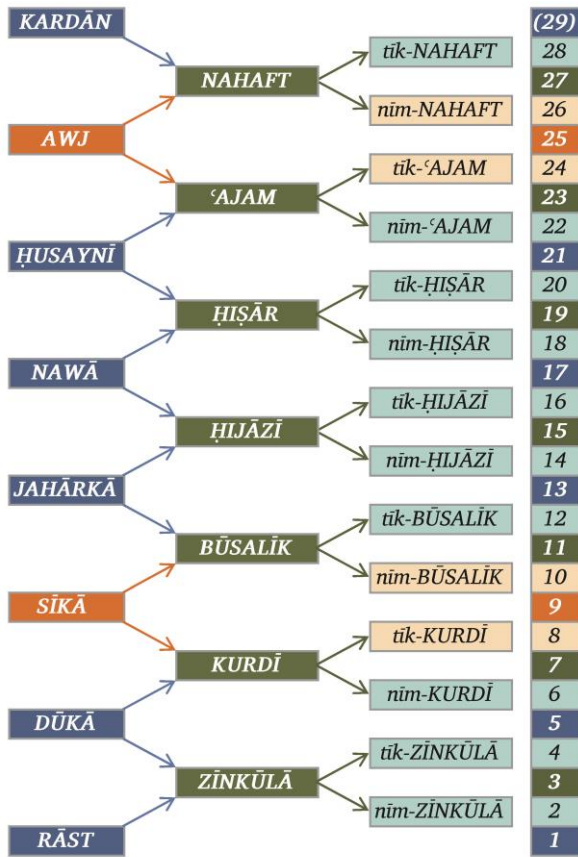 KARDĀN (29)
tīk-NAHAFT 28
NAHAFT 27
nīm-NAHAFT 26
AWJ 25
tīk-ʿAJAM 24
ʿAJAM 23
nīm-ʿAJAM 22
ḤUSAYNĪ 21
tīk-ḤIṢĀR 20
ḤIṢĀR 19
nīm-ḤIṢĀR 18
NAWĀ 17
tīk-ḤIJĀZĪ 16
ḤIJĀZĪ 15
nīm-ḤIJĀZĪ 14
JAHĀRKĀ 13
tīk-BŪSALĪK 12
BŪSALĪK 11
nīm-BŪSALĪK 10
SĪKĀ 9
tīk-KURDĪ 8
KURDĪ 7
nīm-KURDĪ 6
DŪKĀ 5
tīk-ZĪNKŪLĀ 4
ZĪNKŪLĀ 3
nīm-ZĪNKŪLĀ 2
RĀST 1